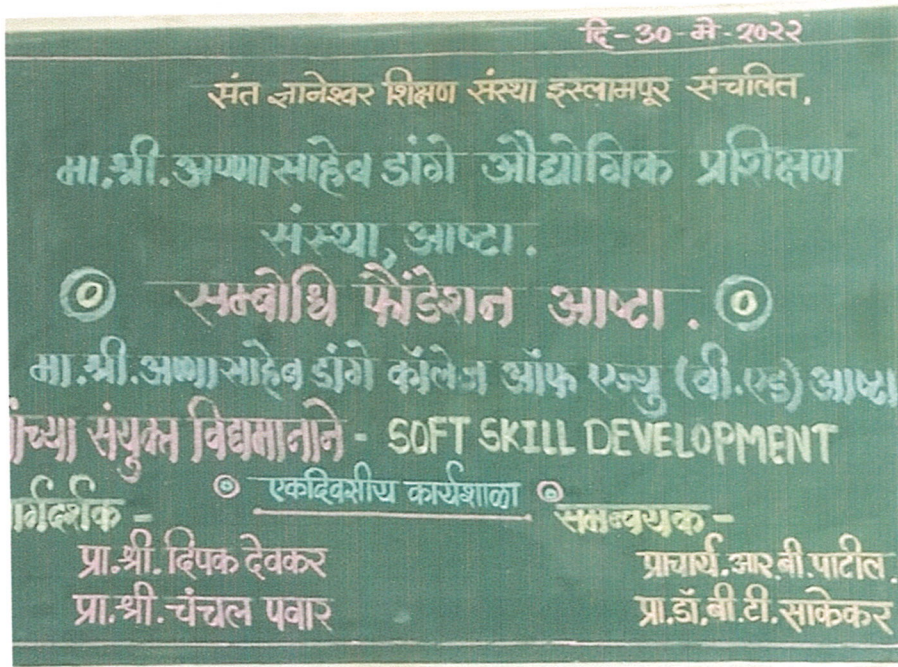 दि-30-मे-२०२२
संत ज्ञानेश्वर शिक्षण संस्था इस्लामपूर संचलित.
मा.श्री.अण्णासाहेब डांगे औद्योगिक प्रशिक्षण
संस्था, आष्टा.
सम्बोधि फौंडेशन आष्टा.
मा.श्री.अण्णासाहेब डांगे कॉलेज ऑफ एज्यु (बी.एड) आष्टा
ांच्या संयुक्त विद्यमानाने - SOFT SKILL DEVELOPMENT
एकदिवसीय कार्यशाळा
र्गदर्शक - समन्वयक -
प्रा.श्री.दिपक देवकर प्राचार्य.आर.बी.पाटील.
प्रा.श्री.चंचल पवार प्रा.डॉ.बी.टी.साकेकर